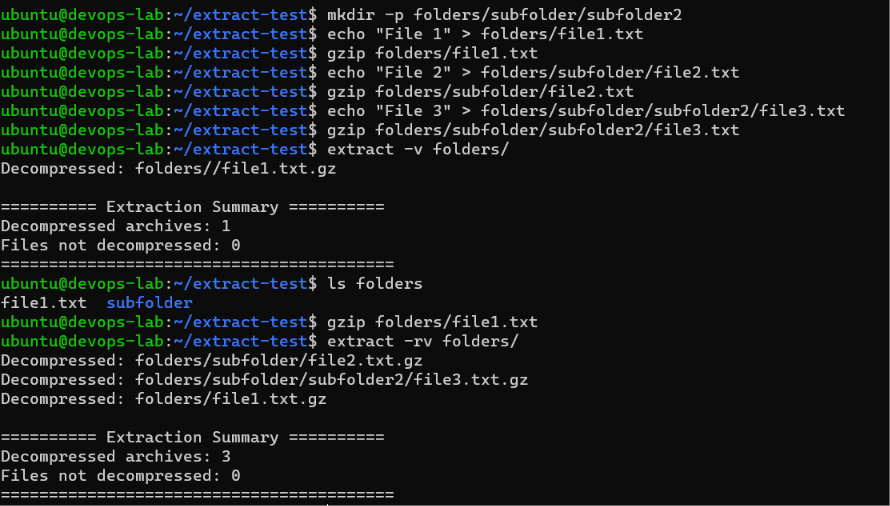 ubuntu@devops-lab:~/extract-test$ mkdir -p folders/subfolder/subfolder2
ubuntu@devops-lab:~/extract-test$ echo "File 1" > folders/file1.txt
ubuntu@devops-lab:~/extract-test$ gzip folders/file1.txt
ubuntu@devops-lab:~/extract-test$ echo "File 2" > folders/subfolder/file2.txt
ubuntu@devops-lab:~/extract-test$ gzip folders/subfolder/file2.txt
ubuntu@devops-lab:~/extract-test$ echo "File 3" > folders/subfolder/subfolder2/file3.txt
ubuntu@devops-lab:~/extract-test$ gzip folders/subfolder/subfolder2/file3.txt
ubuntu@devops-lab:~/extract-test$ extract -v folders/
Decompressed: folders//file1.txt.gz

========== Extraction Summary ==========
Decompressed archives: 1
Files not decompressed: 0
=========================================
ubuntu@devops-lab:~/extract-test$ ls folders
file1.txt  subfolder
ubuntu@devops-lab:~/extract-test$ gzip folders/file1.txt
ubuntu@devops-lab:~/extract-test$ extract -rv folders/
Decompressed: folders/subfolder/file2.txt.gz
Decompressed: folders/subfolder/subfolder2/file3.txt.gz
Decompressed: folders/file1.txt.gz

========== Extraction Summary ==========
Decompressed archives: 3
Files not decompressed: 0
=========================================